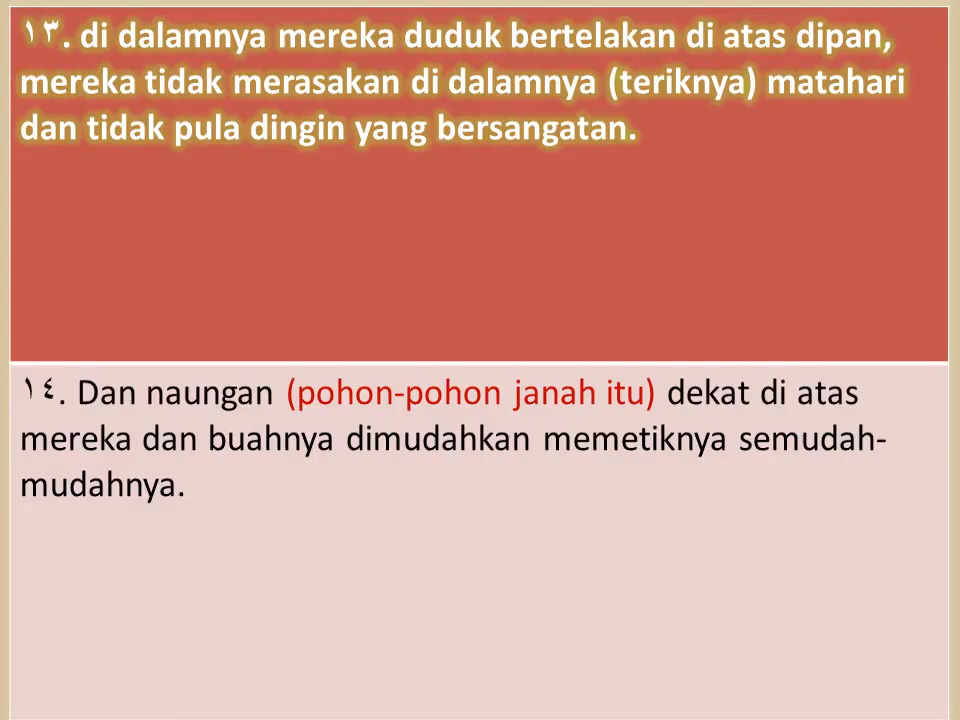 ١٣. di dalamnya mereka duduk bertelakan di atas dipan,
mereka tidak merasakan di dalamnya (teriknya) matahari
dan tidak pula dingin yang bersangatan.
١٤. Dan naungan (pohon-pohon janah itu) dekat di atas
mereka dan buahnya dimudahkan memetiknya semudah-
mudahnya.